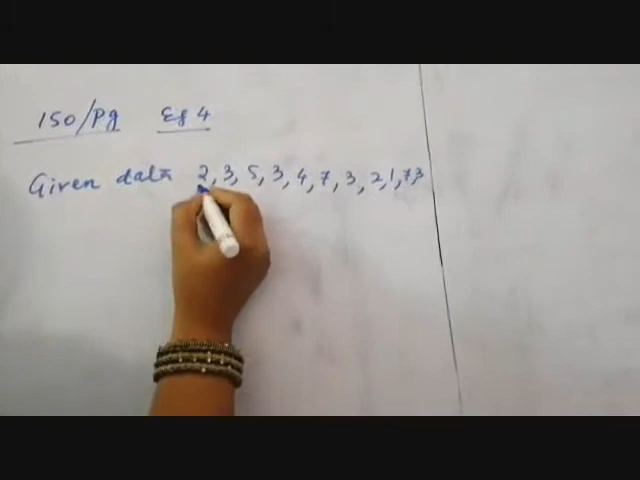 150/Pg Eg 4
Given data 2, 3, 5, 3, 4, 7, 3, 2, 1, 7, 3